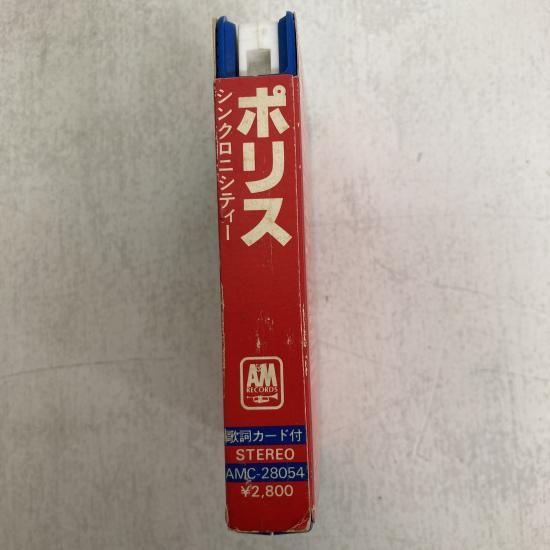 ポリス
シンクロニシティー
A&M
RECORDS
歌詞カード付
STEREO
AMC-28054
¥2,800